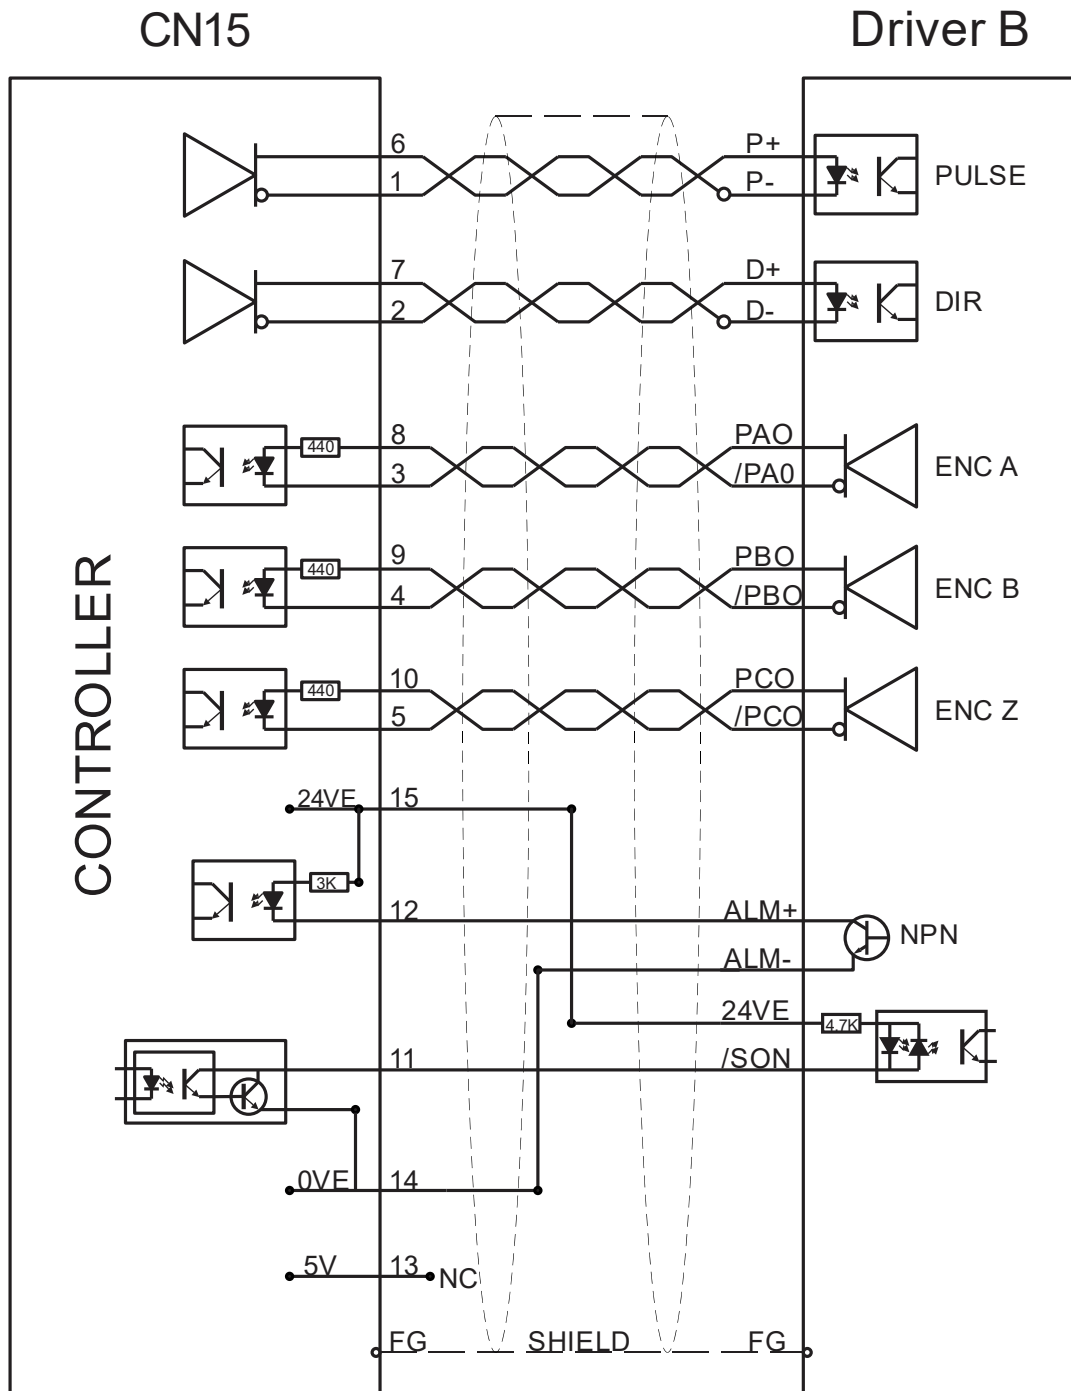 CN15
Driver B
6
P+
1
P-
PULSE
7
D+
2
D-
DIR
440
8
PAO
3
/PA0
ENC A
440
9
PBO
4
/PBO
ENC B
440
10
PCO
5
/PCO
ENC Z
CONTROLLER
24VE
15
3K
12
ALM+
NPN
ALM-
24VE
4.7K
11
/SON
0VE
14
5V
13
NC
FG
SHIELD
FG